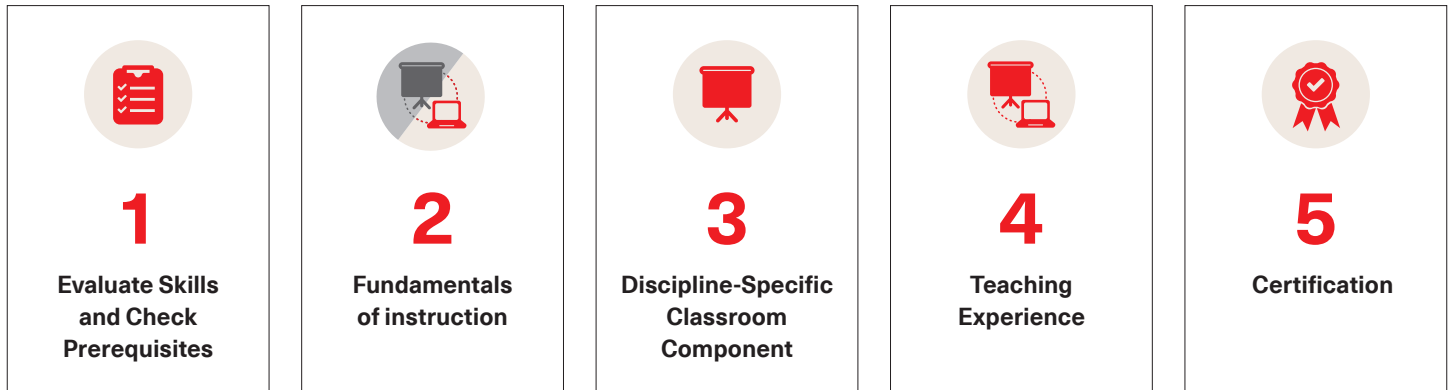 1
Evaluate Skills
and Check
Prerequisites
2
Fundamentals
of instruction
3
Discipline-Specific
Classroom
Component
4
Teaching
Experience
5
Certification